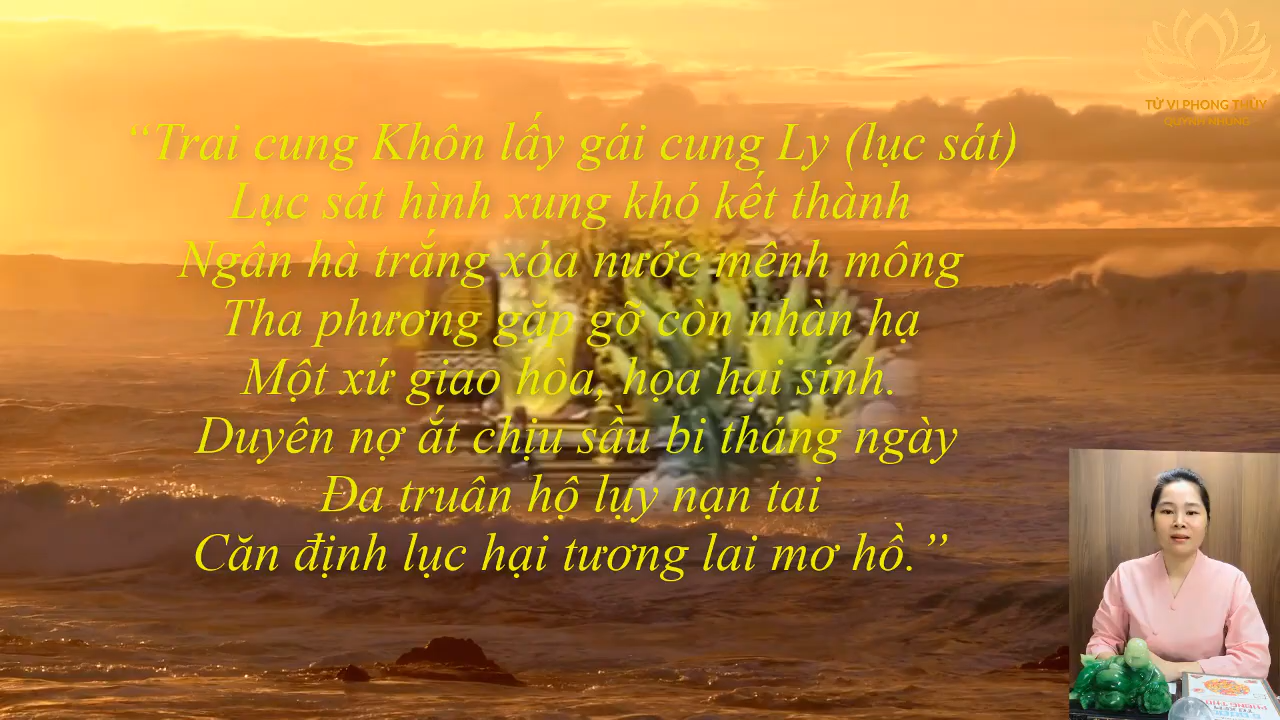 TỬ VI PHONG THỦY
QUỲNH NHUNG
“Trai cung Khôn lấy gái cung Ly (lục sát)
Lục sát hình xung khó kết thành
Ngân hà trắng xóa nước mênh mông
Tha phương gặp gỡ còn nhàn hạ
Một xứ giao hòa, họa hại sinh.
Duyên nợ ắt chịu sầu bi tháng ngày
Đa truân hộ lụy nạn tai
Căn định lục hại tương lai mơ hồ.”